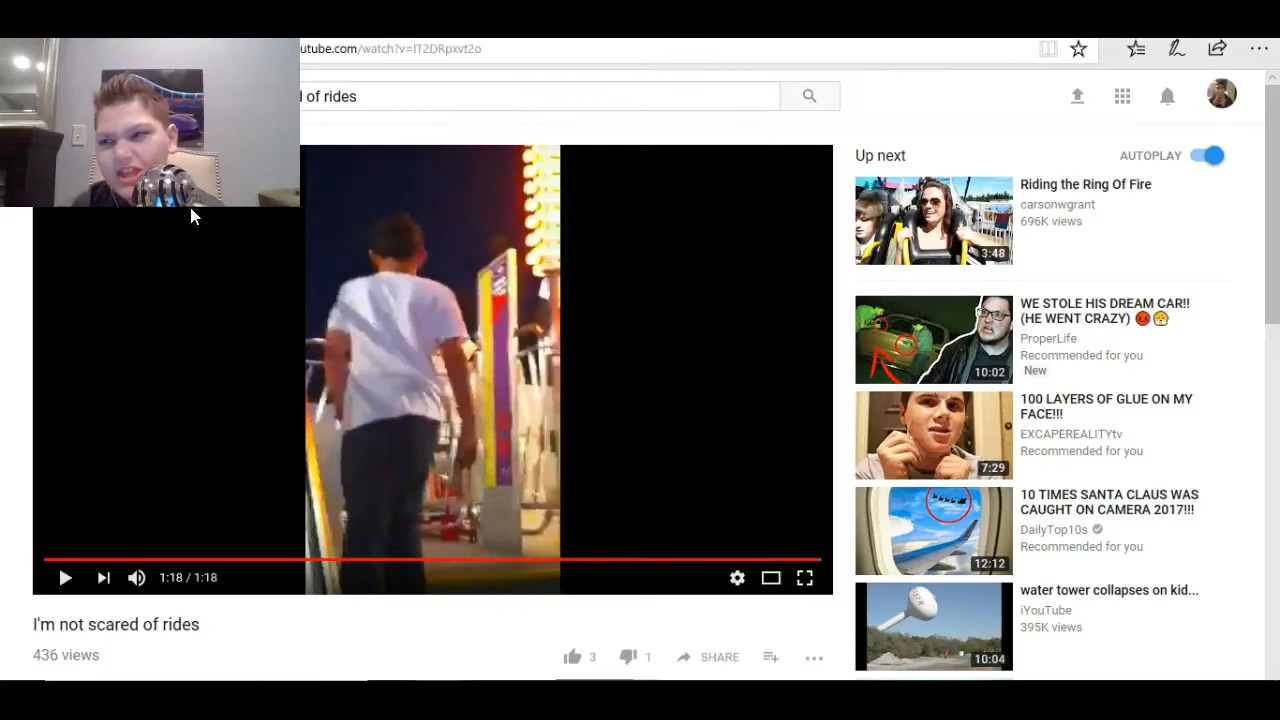 utube.com/watch?v=IT2DRpxvt2o
of rides
Up next
AUTOPLAY
Riding the Ring Of Fire
carsonwgrant
696K views
3:48
WE STOLE HIS DREAM CAR!!
(HE WENT CRAZY) 😡😤
ProperLife
Recommended for you
New
10:02
100 LAYERS OF GLUE ON MY
FACE!!!
EXCAPEREALITYtv
Recommended for you
7:29
10 TIMES SANTA CLAUS WAS
CAUGHT ON CAMERA 2017!!!
DailyTop10s
Recommended for you
12:12
water tower collapses on kid...
iYouTube
395K views
10:04
1:18 / 1:18
I'm not scared of rides
436 views
3
1
SHARE